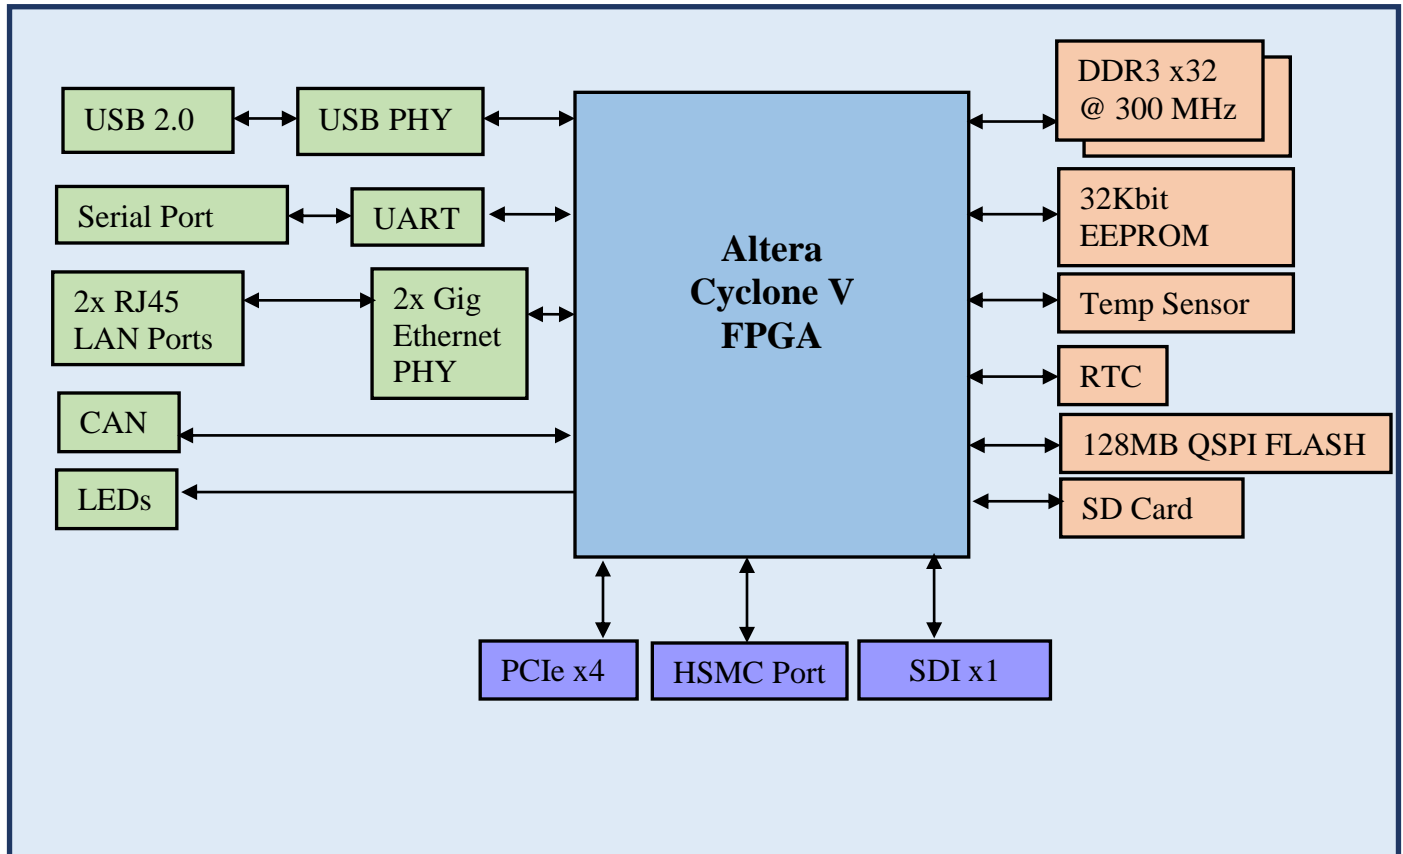 DDR3 x32
@ 300 MHz
USB 2.0
USB PHY
32Kbit
EEPROM
Serial Port
UART
Altera
Cyclone V
FPGA
2x RJ45
LAN Ports
2x Gig
Ethernet
PHY
Temp Sensor
RTC
CAN
128MB QSPI FLASH
LEDs
SD Card
PCIe x4
HSMC Port
SDI x1